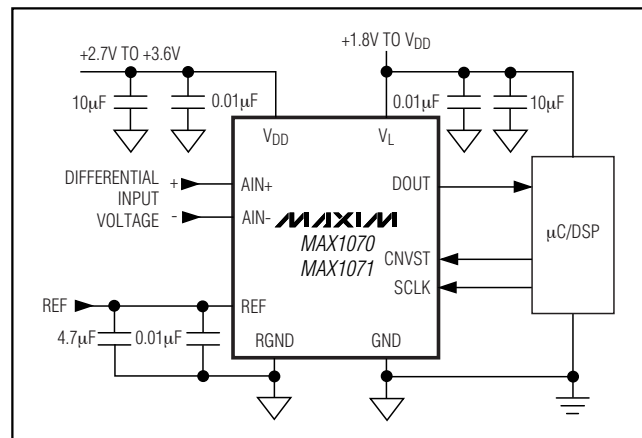 +1.8V TO VDD
+2.7V TO +3.6V
10µF
0.01µF
0.01µF
10µF
VDD
VL
DIFFERENTIAL
INPUT
VOLTAGE
+
-
AIN+
AIN-
DOUT
MAXIM
MAX1070
MAX1071
µC/DSP
CNVST
SCLK
REF
REF
4.7µF
0.01µF
RGND
GND